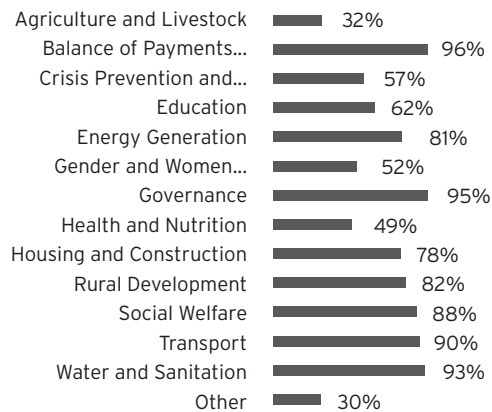 Agriculture and Livestock 32%
Balance of Payments... 96%
Crisis Prevention and... 57%
Education 62%
Energy Generation 81%
Gender and Women... 52%
Governance 95%
Health and Nutrition 49%
Housing and Construction 78%
Rural Development 82%
Social Welfare 88%
Transport 90%
Water and Sanitation 93%
Other 30%